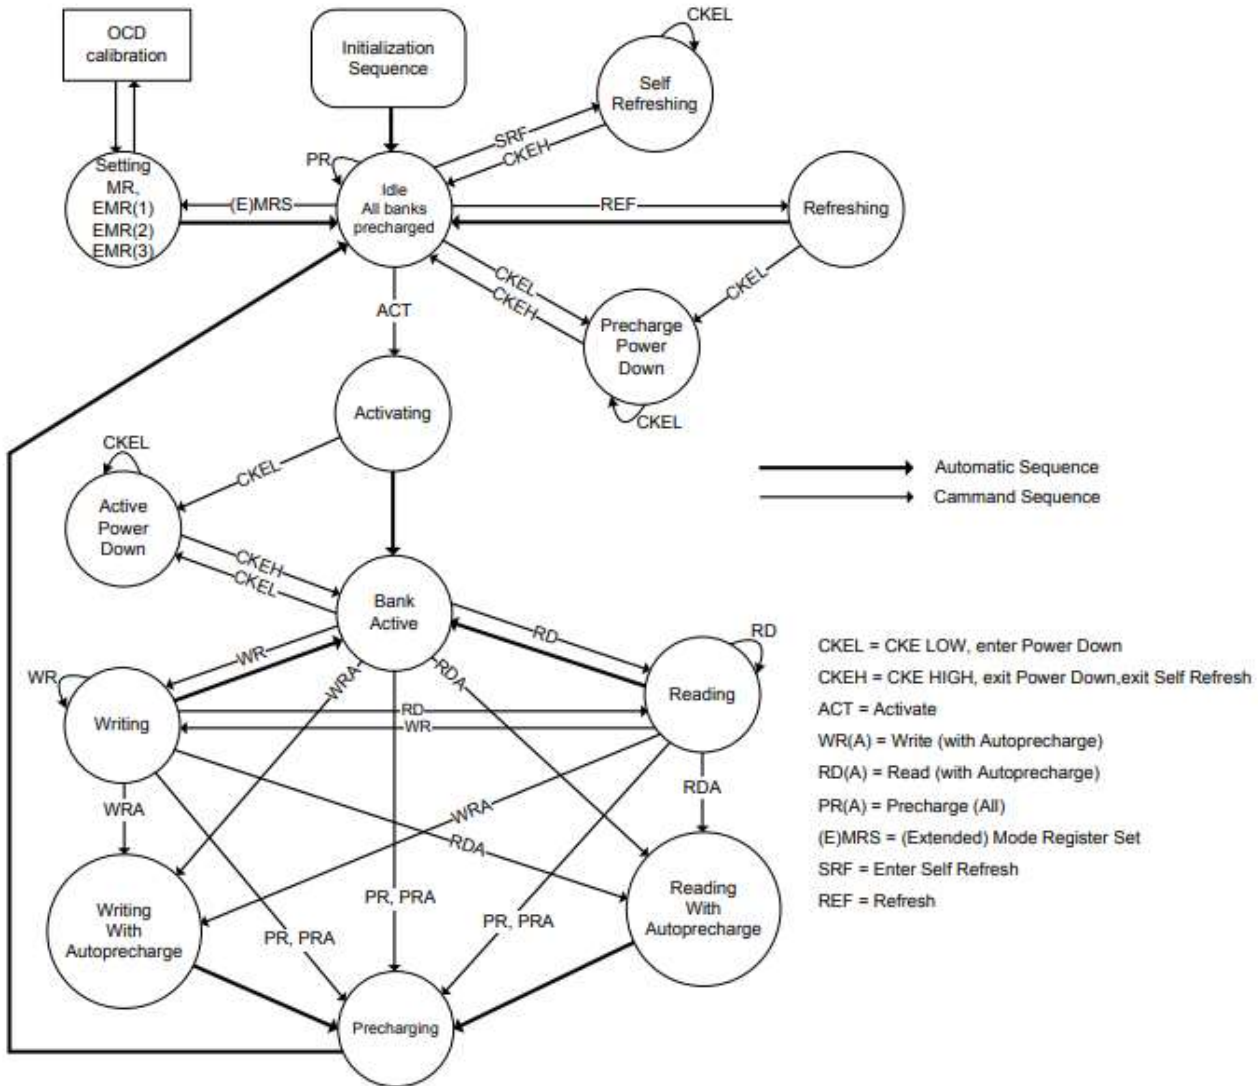 OCD
calibration
Initialization
Sequence
CKEL
Self
Refreshing
SRF
CKEH
PR
Setting
MR,
EMR(1)
EMR(2)
EMR(3)
(E)MRS
Idle
All banks
precharged
REF
Refreshing
CKEL
CKEH
CKEL
ACT
Precharge
Power
Down
CKEL
Activating
CKEL
CKEL
Active
Power
Down
Automatic Sequence
Cammand Sequence
CKEH
CKEL
Bank
Active
RD
RD
WR
WR
WRA
RDA
Writing
RD
WR
Reading
WRA
RDA
WRA
RDA
PR, PRA
PR, PRA
PR, PRA
Writing
With
Autoprecharge
Reading
With
Autoprecharge
Precharging
CKEL = CKE LOW, enter Power Down
CKEH = CKE HIGH, exit Power Down,exit Self Refresh
ACT = Activate
WR(A) = Write (with Autoprecharge)
RD(A) = Read (with Autoprecharge)
PR(A) = Precharge (All)
(E)MRS = (Extended) Mode Register Set
SRF = Enter Self Refresh
REF = Refresh